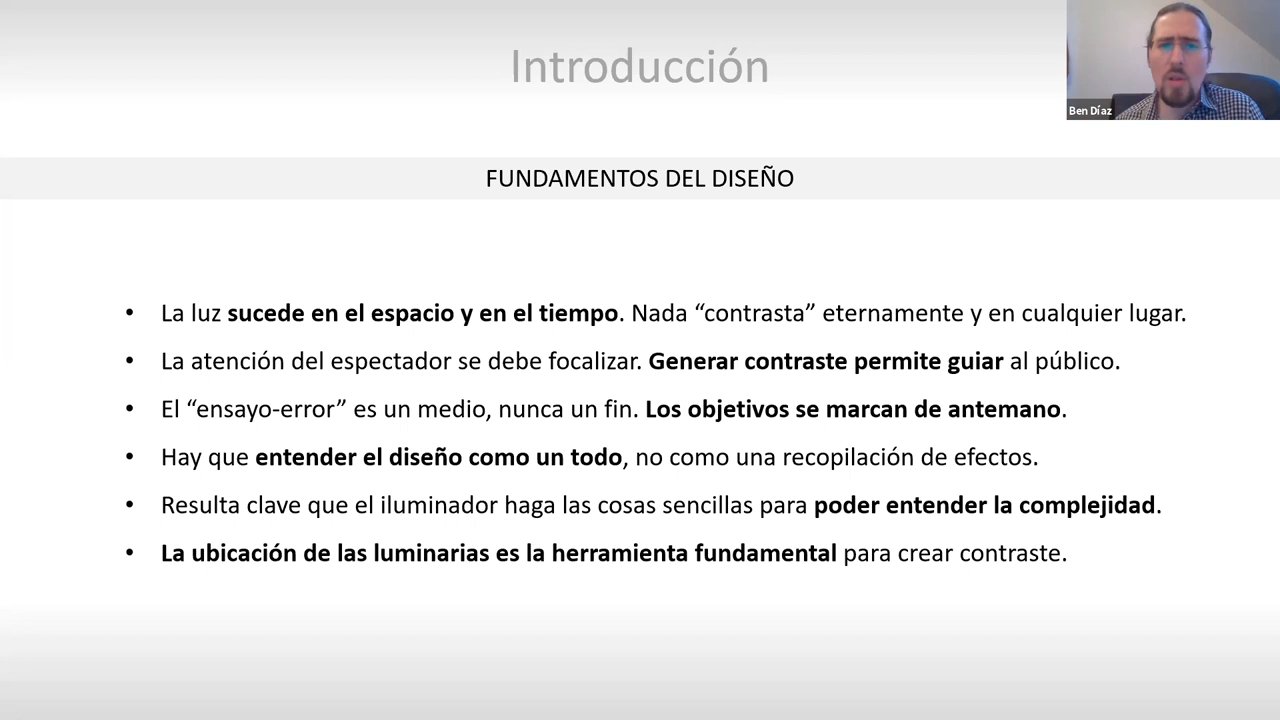 Introducción
Ben Díaz
FUNDAMENTOS DEL DISEÑO
• La luz sucede en el espacio y en el tiempo. Nada “contrasta” eternamente y en cualquier lugar.
• La atención del espectador se debe focalizar. Generar contraste permite guiar al público.
• El “ensayo-error” es un medio, nunca un fin. Los objetivos se marcan de antemano.
• Hay que entender el diseño como un todo, no como una recopilación de efectos.
• Resulta clave que el iluminador haga las cosas sencillas para poder entender la complejidad.
• La ubicación de las luminarias es la herramienta fundamental para crear contraste.